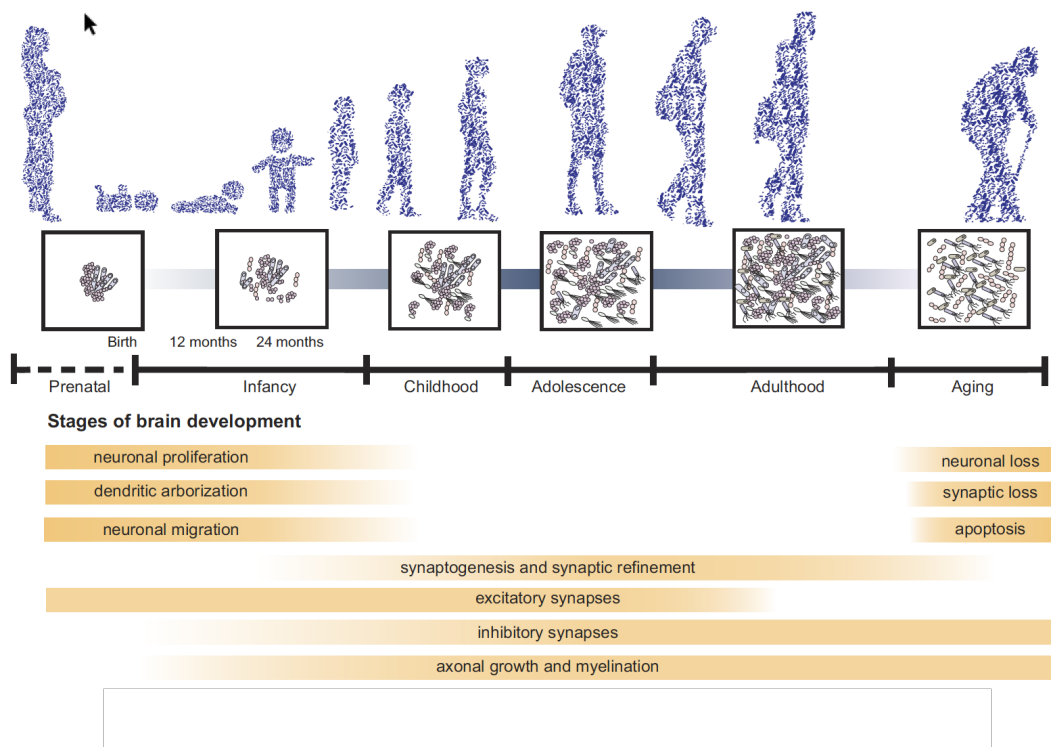 Birth 12 months 24 months
Prenatal Infancy Childhood Adolescence Adulthood Aging
Stages of brain development
neuronal proliferation neuronal loss
dendritic arborization synaptic loss
neuronal migration apoptosis
synaptogenesis and synaptic refinement
excitatory synapses
inhibitory synapses
axonal growth and myelination